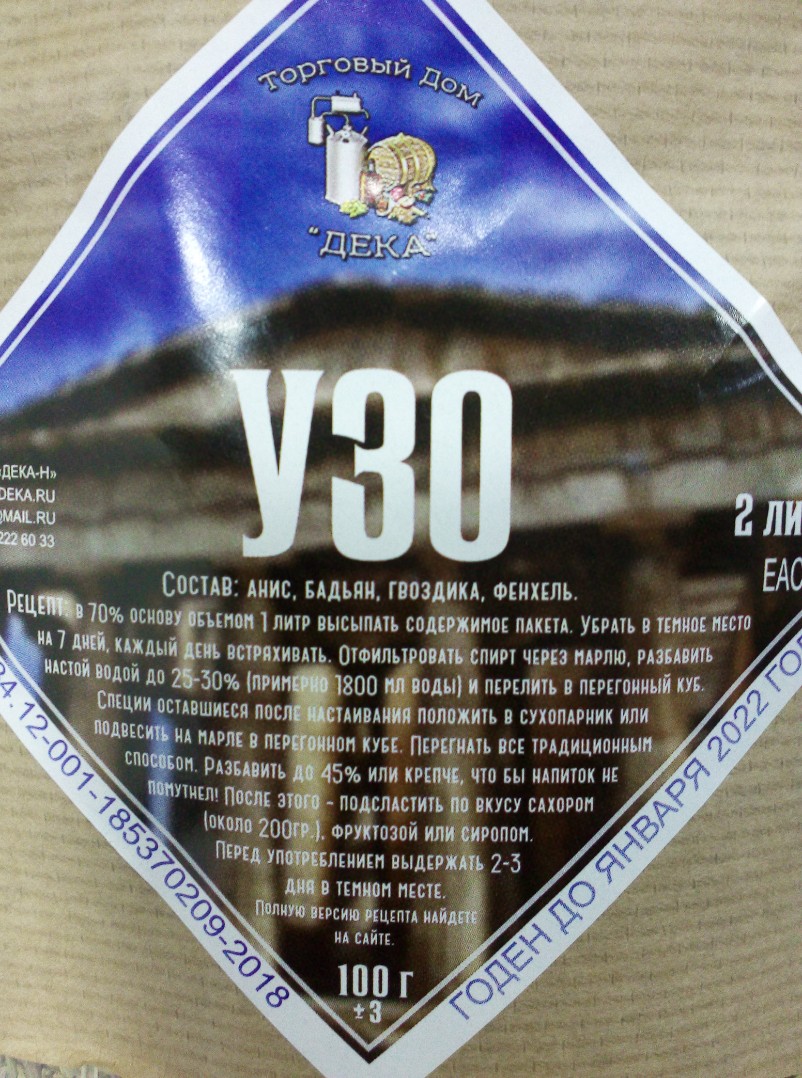 Торговый Дом
"ДЕКА"
УЗО
«ДЕКА-Н»
DEKA.RU
@MAIL.RU
222 60 33
2 ЛИ
EAC
Состав: анис, бадьян, гвоздика, фенхель.
Рецепт: в 70% основу объемом 1 литр высыпать содержимое пакета. Убрать в темное место
на 7 дней, каждый день встряхивать. Отфильтровать спирт через марлю, разбавить
настой водой до 25-30% (примерно 1800 мл воды) и перелить в перегонный куб.
Специи оставшиеся после настаивания положить в сухопарник или
подвесить на марле в перегонном кубе. Перегнать все традиционным
способом. Разбавить до 45% или крепче, что бы напиток не
помутнел! После этого - подсластить по вкусу сахором
(около 200гр.), фруктозой или сиропом.
Перед употреблением выдержать 2-3
дня в темном месте.
Полную версию рецепта найдете
на сайте.
100 г
±3
24.12-001-185370209-2018
ГОДЕН ДО ЯНВАРЯ 2022 ГО